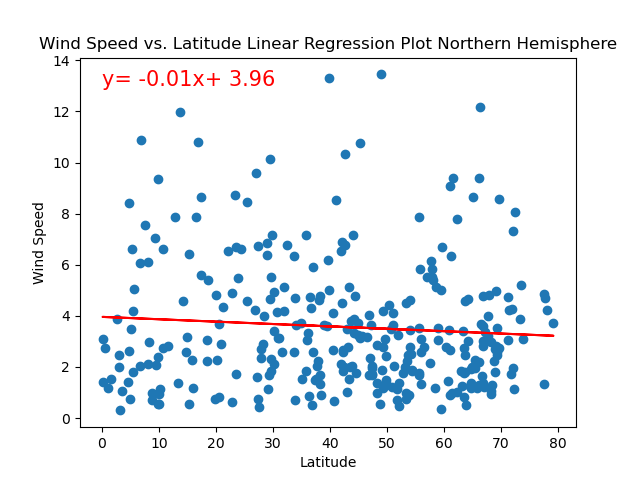 Wind Speed vs. Latitude Linear Regression Plot Northern Hemisphere
14
y= -0.01x+ 3.96
12
10
8
6
4
2
0
Wind Speed
0 10 20 30 40 50 60 70 80
Latitude